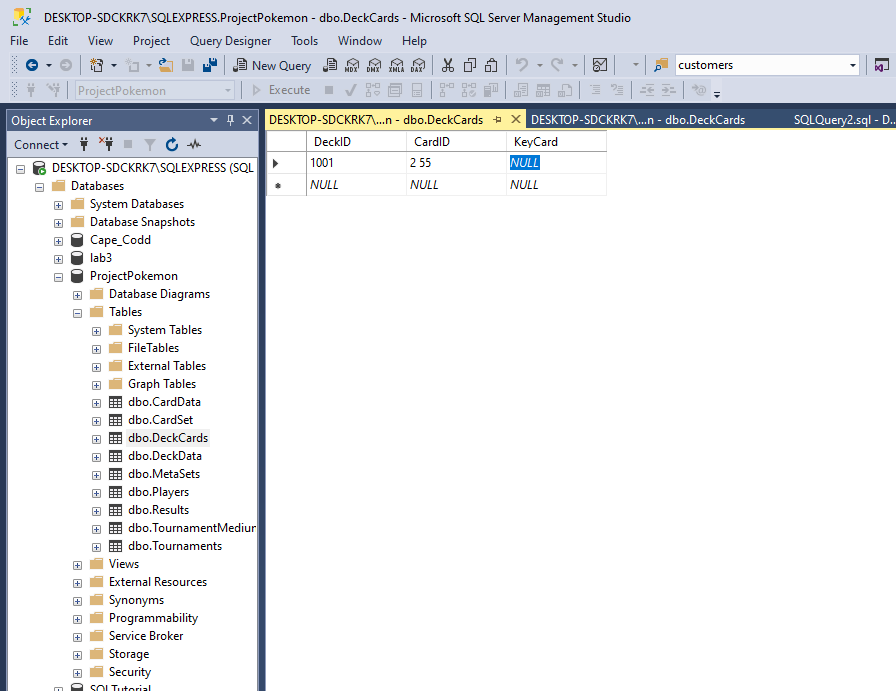 DESKTOP-SDCKRK7\SQLEXPRESS.ProjectPokemon - dbo.DeckCards - Microsoft SQL Server Management Studio
File Edit View Project Query Designer Tools Window Help
New Query MDX DMX XMLA DAX customers
ProjectPokemon Execute
Object Explorer
Connect
DESKTOP-SDCKRK7\SQLEXPRESS (SQL
Databases
System Databases
Database Snapshots
Cape_Codd
lab3
ProjectPokemon
Database Diagrams
Tables
System Tables
FileTables
External Tables
Graph Tables
dbo.CardData
dbo.CardSet
dbo.DeckCards
dbo.DeckData
dbo.MetaSets
dbo.Players
dbo.Results
dbo.TournamentMediur
dbo.Tournaments
Views
External Resources
Synonyms
Programmability
Service Broker
Storage
Security
SQLTutorial
DESKTOP-SDCKRK7\...n - dbo.DeckCards DESKTOP-SDCKRK7\...n - dbo.DeckCards SQLQuery2.sql - D...
DeckID CardID KeyCard
1001 2 55 NULL
NULL NULL NULL